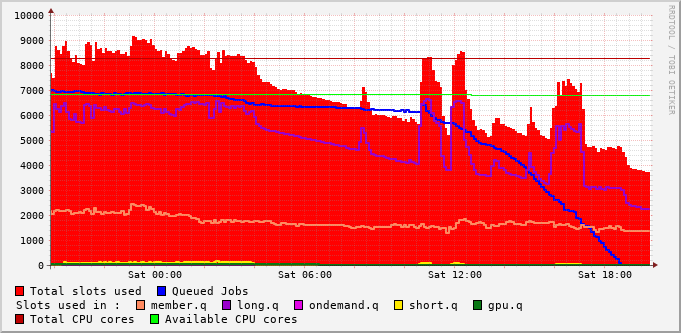 10000
9000
8000
7000
6000
5000
4000
3000
2000
1000
0
Sat 00:00 Sat 06:00 Sat 12:00 Sat 18:00
RRDTOOL / TOBI OETIKER
Total slots used Queued Jobs
Slots used in : member.q long.q ondemand.q short.q gpu.q
Total CPU cores Available CPU cores